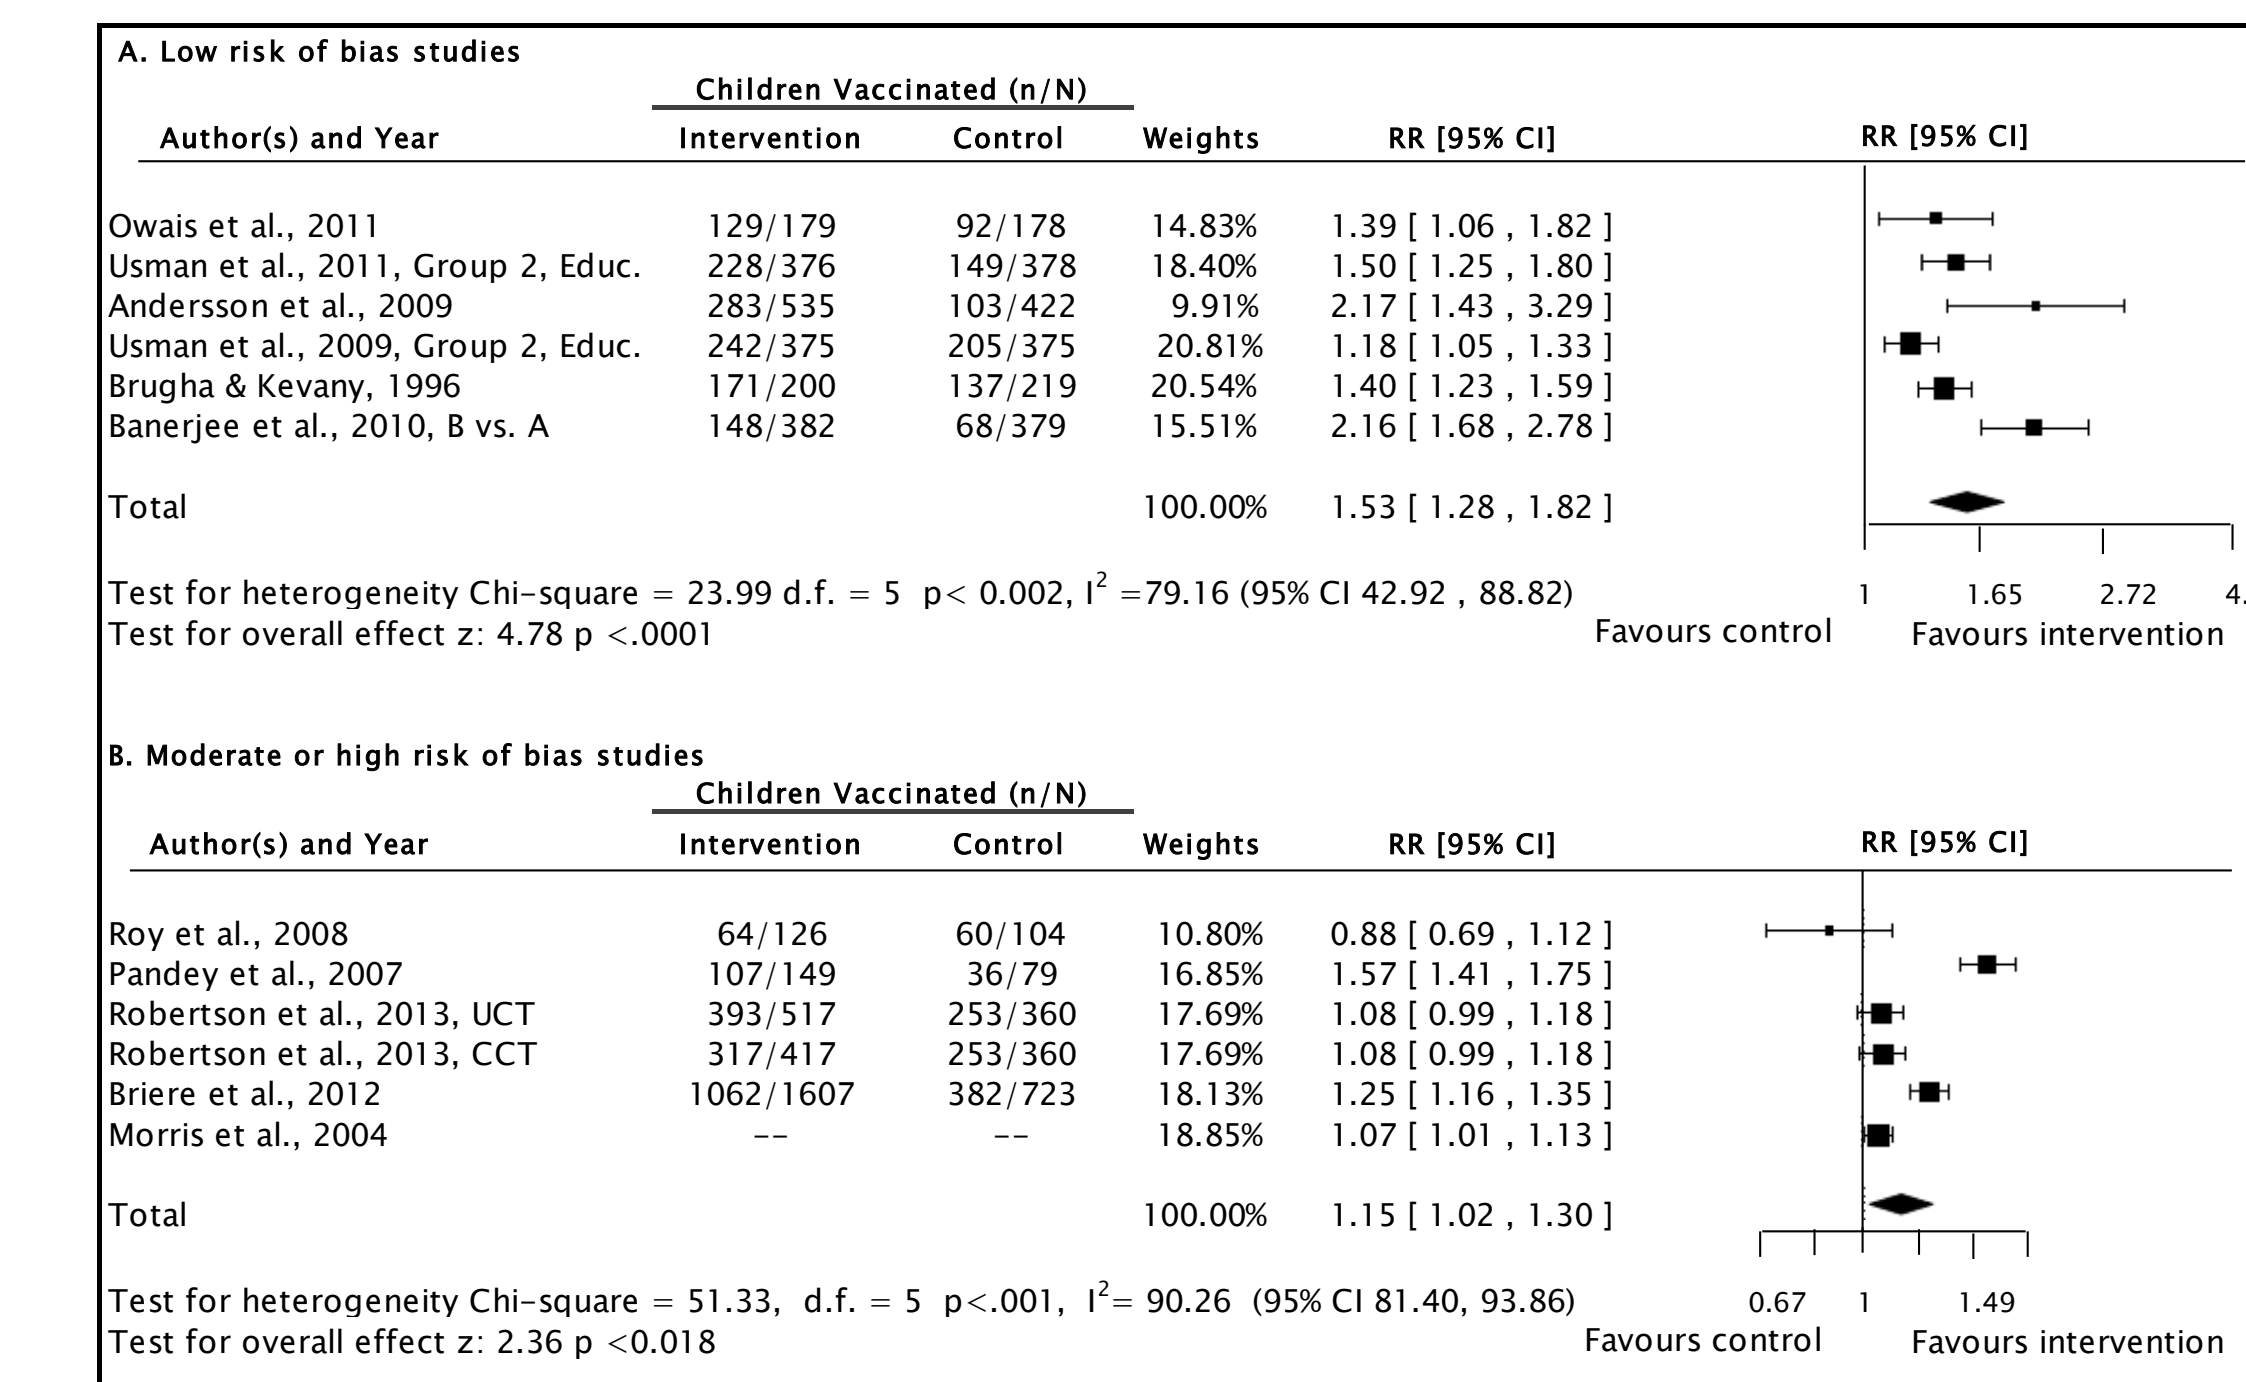 A. Low risk of bias studies
Children Vaccinated (n/N)
Author(s) and Year Intervention Control Weights RR [95% CI] RR [95% CI]
Owais et al., 2011 129/179 92/178 14.83% 1.39 [ 1.06 , 1.82 ]
Usman et al., 2011, Group 2, Educ. 228/376 149/378 18.40% 1.50 [ 1.25 , 1.80 ]
Andersson et al., 2009 283/535 103/422 9.91% 2.17 [ 1.43 , 3.29 ]
Usman et al., 2009, Group 2, Educ. 242/375 205/375 20.81% 1.18 [ 1.05 , 1.33 ]
Brugha & Kevany, 1996 171/200 137/219 20.54% 1.40 [ 1.23 , 1.59 ]
Banerjee et al., 2010, B vs. A 148/382 68/379 15.51% 2.16 [ 1.68 , 2.78 ]
Total 100.00% 1.53 [ 1.28 , 1.82 ]
Test for heterogeneity Chi-square = 23.99 d.f. = 5 p< 0.002, I² =79.16 (95% CI 42.92 , 88.82) 1 1.65 2.72 4.
Test for overall effect z: 4.78 p <.0001 Favours control Favours intervention
B. Moderate or high risk of bias studies
Children Vaccinated (n/N)
Author(s) and Year Intervention Control Weights RR [95% CI] RR [95% CI]
Roy et al., 2008 64/126 60/104 10.80% 0.88 [ 0.69 , 1.12 ]
Pandey et al., 2007 107/149 36/79 16.85% 1.57 [ 1.41 , 1.75 ]
Robertson et al., 2013, UCT 393/517 253/360 17.69% 1.08 [ 0.99 , 1.18 ]
Robertson et al., 2013, CCT 317/417 253/360 17.69% 1.08 [ 0.99 , 1.18 ]
Briere et al., 2012 1062/1607 382/723 18.13% 1.25 [ 1.16 , 1.35 ]
Morris et al., 2004 -- -- 18.85% 1.07 [ 1.01 , 1.13 ]
Total 100.00% 1.15 [ 1.02 , 1.30 ]
Test for heterogeneity Chi-square = 51.33, d.f. = 5 p<.001, I²= 90.26 (95% CI 81.40, 93.86) 0.67 1 1.49
Test for overall effect z: 2.36 p <0.018 Favours control Favours intervention